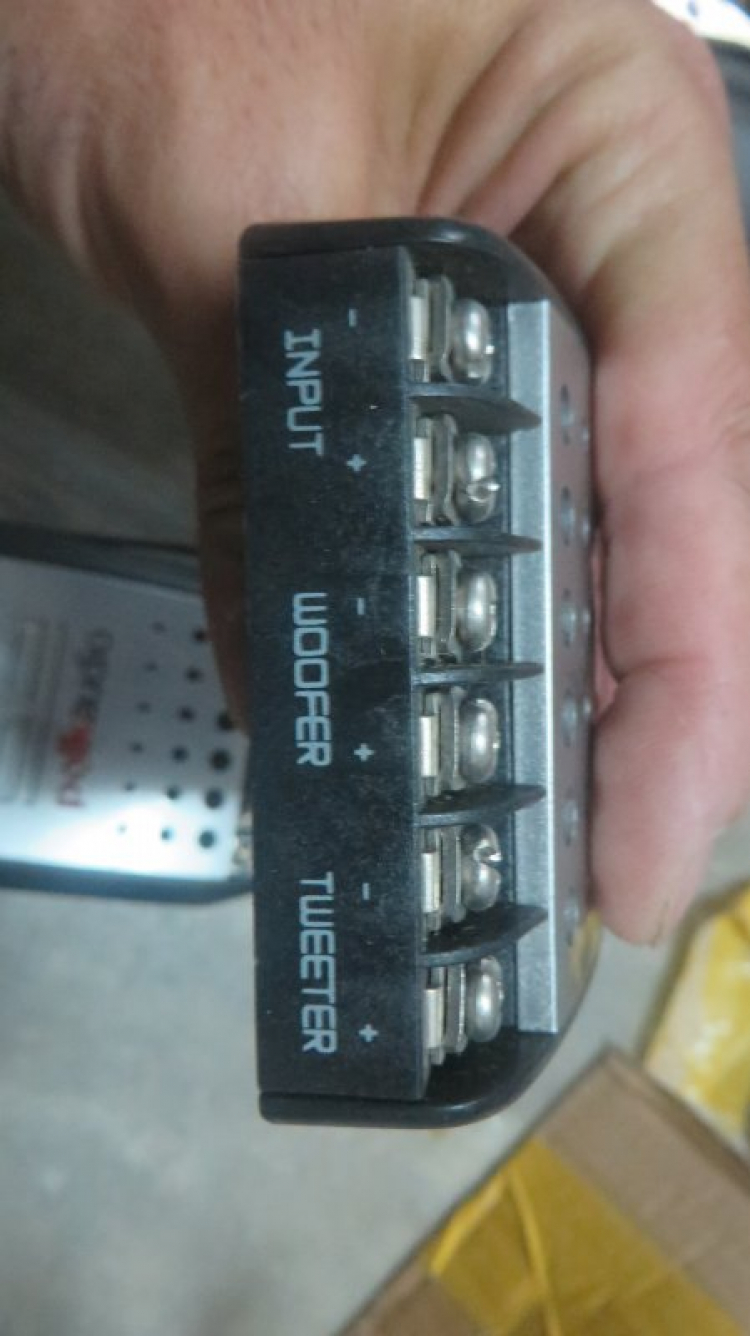 - INPUT +
- WOOFER +
- TWEETER +